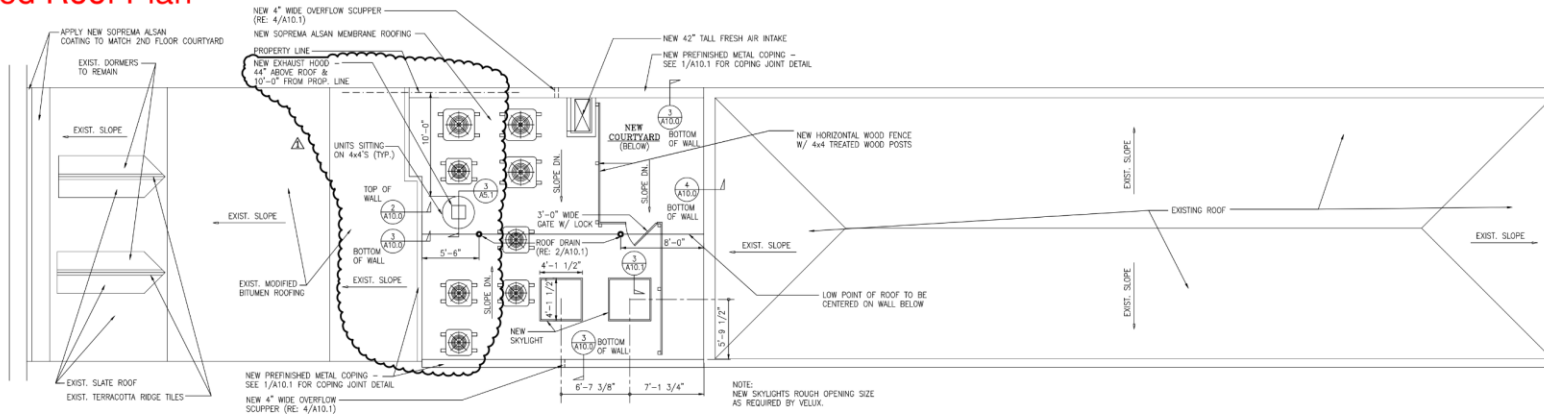 ed Roof Plan
APPLY NEW SOPREMA ALSAN
COATING TO MATCH 2ND FLOOR COURTYARD
EXIST. DORMERS
TO REMAIN
EXIST. SLOPE
EXIST. SLATE ROOF
EXIST. TERRACOTTA RIDGE TILES
EXIST. SLOPE
EXIST. MODIFIED
BITUMEN ROOFING
NEW 4" WIDE OVERFLOW SCUPPER
(RE: 4/A10.1)
NEW SOPREMA ALSAN MEMBRANE ROOFING
PROPERTY LINE
NEW EXHAUST HOOD –
44" ABOVE ROOF &
10'-0" FROM PROP. LINE
1
UNITS SITTING
ON 4x4'S (TYP.)
10'-0"
TOP OF
WALL
2
A10.0
3
A10.0
BOTTOM
OF WALL
3
A5.1
5'-6"
EXIST. SLOPE
SLOPE DN.
SLOPE DN.
NEW PREFINISHED METAL COPING –
SEE 1/A10.1 FOR COPING JOINT DETAIL
NEW 4" WIDE OVERFLOW
SCUPPER (RE: 4/A10.1)
NEW 42" TALL FRESH AIR INTAKE
NEW PREFINISHED METAL COPING –
SEE 1/A10.1 FOR COPING JOINT DETAIL
3
A10.0
BOTTOM
OF WALL
NEW
COURTYARD
(BELOW)
SLOPE DN.
NEW HORIZONTAL WOOD FENCE
W/ 4x4 TREATED WOOD POSTS
4
A10.0
BOTTOM
OF WALL
3'-0" WIDE
GATE W/ LOCK
ROOF DRAIN
(RE: 2/A10.1)
8'-0"
3
A10.1
4'-1 1/2"
4'-1 1/2"
NEW
SKYLIGHT
3
A10.0
BOTTOM
OF WALL
6'-7 3/8"
7'-1 3/4"
5'-9 1/2"
LOW POINT OF ROOF TO BE
CENTERED ON WALL BELOW
EXIST. SLOPE
EXIST. SLOPE
EXIST. SLOPE
EXISTING ROOF
EXIST. SLOPE
NOTE:
NEW SKYLIGHTS ROUGH OPENING SIZE
AS REQUIRED BY VELUX.